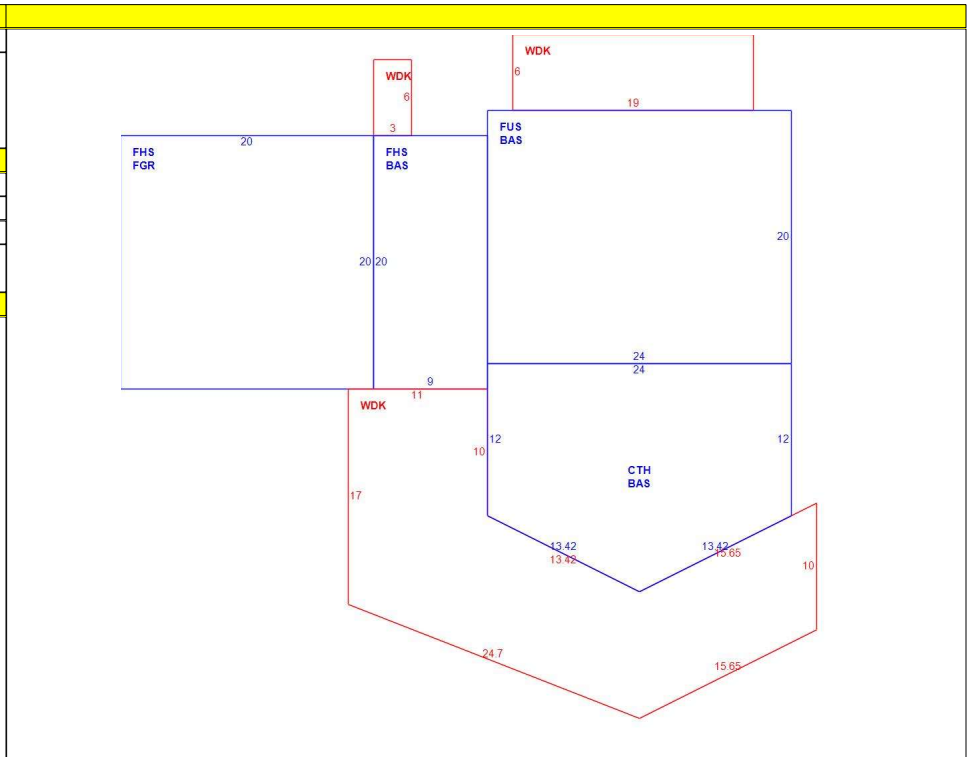 WDK
6
19
WDK
6
3
20
FHS
FGR
FHS
BAS
FUS
BAS
20
20
20
24
24
9
11
WDK
12
10
12
CTH
BAS
17
13.42
13.42
13.42
15.65
10
24.7
15.65